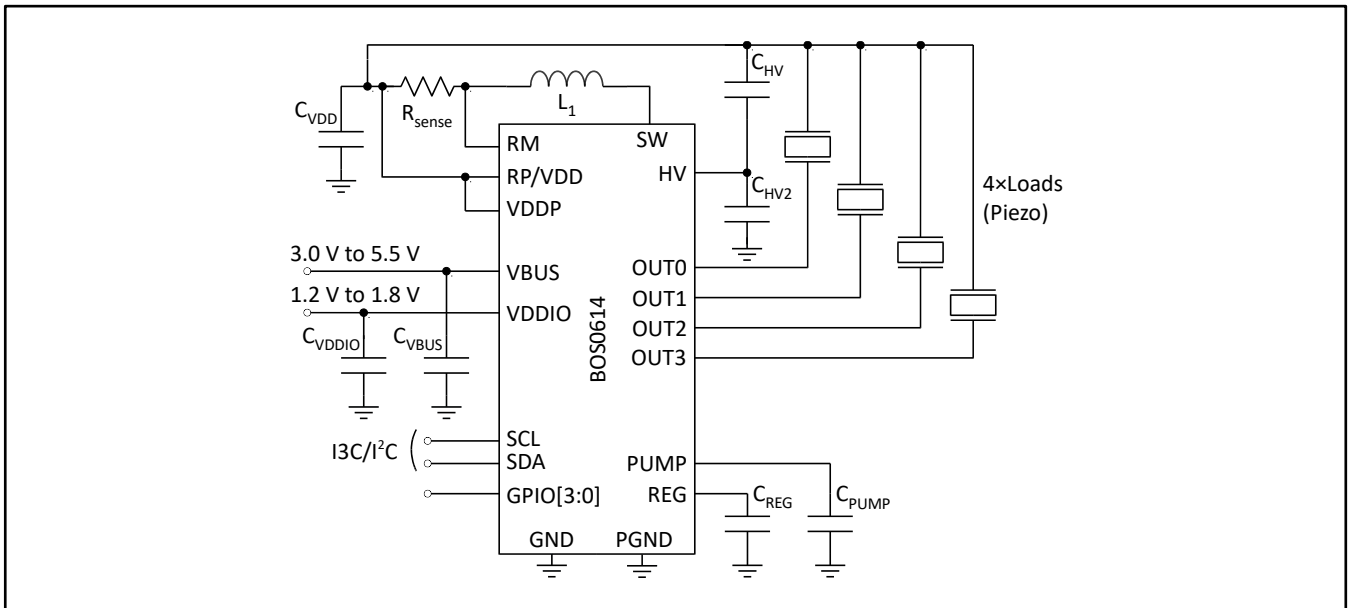 C_HV
C_VDD
R_sense
L_1
RM
SW
RP/VDD
HV
VDDP
C_HV2
4×Loads
(Piezo)
3.0 V to 5.5 V
VBUS
OUT0
1.2 V to 1.8 V
OUT1
VDDIO
OUT2
C_VDDIO
C_VBUS
BOS0614
OUT3
SCL
I3C/I²C
SDA
PUMP
GPIO[3:0]
REG
C_REG
C_PUMP
GND
PGND